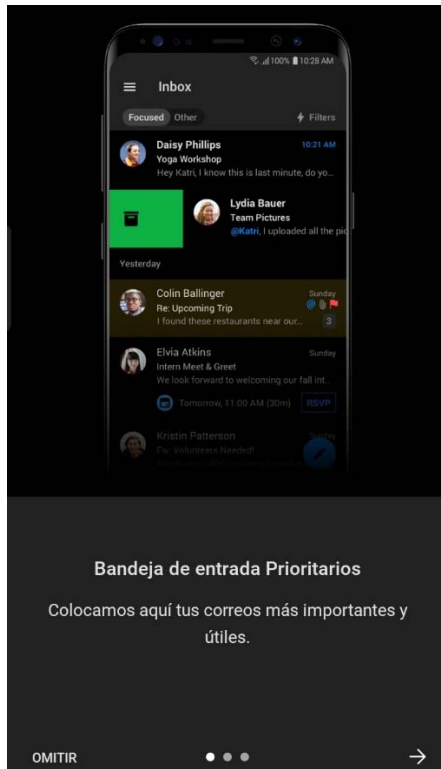 100% 10:28 AM
Inbox
Focused Other Filters
Daisy Phillips 10:21 AM
Yoga Workshop
Hey Katri, I know this is last minute, do yo...
Lydia Bauer
Team Pictures
@Katri, I uploaded all the pic
Yesterday
Colin Ballinger Sunday
Re: Upcoming Trip
I found these restaurants near our... 3
Elvia Atkins Sunday
Intern Meet & Greet
We look forward to welcoming our fall int..
Tomorrow, 11:00 AM (30m) RSVP
Kristin Patterson Sunday
Fw: Volunteers Needed!
Bandeja de entrada Prioritarios
Colocamos aquí tus correos más importantes y
útiles.
OMITIR